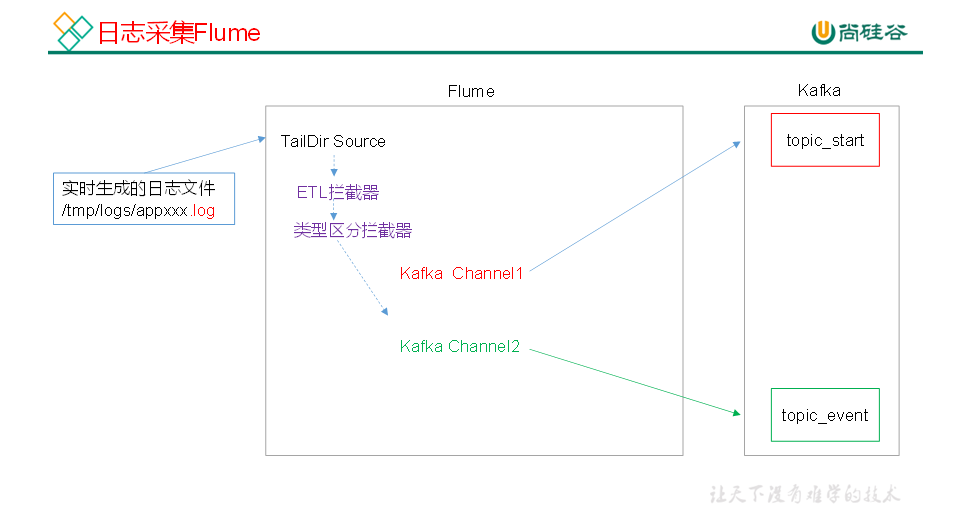 日志采集Flume
尚硅谷
Flume
Kafka
TailDir Source
topic_start
实时生成的日志文件
/tmp/logs/appxxx.log
ETL拦截器
类型区分拦截器
Kafka Channel1
Kafka Channel2
topic_event
让天下没有难学的技术